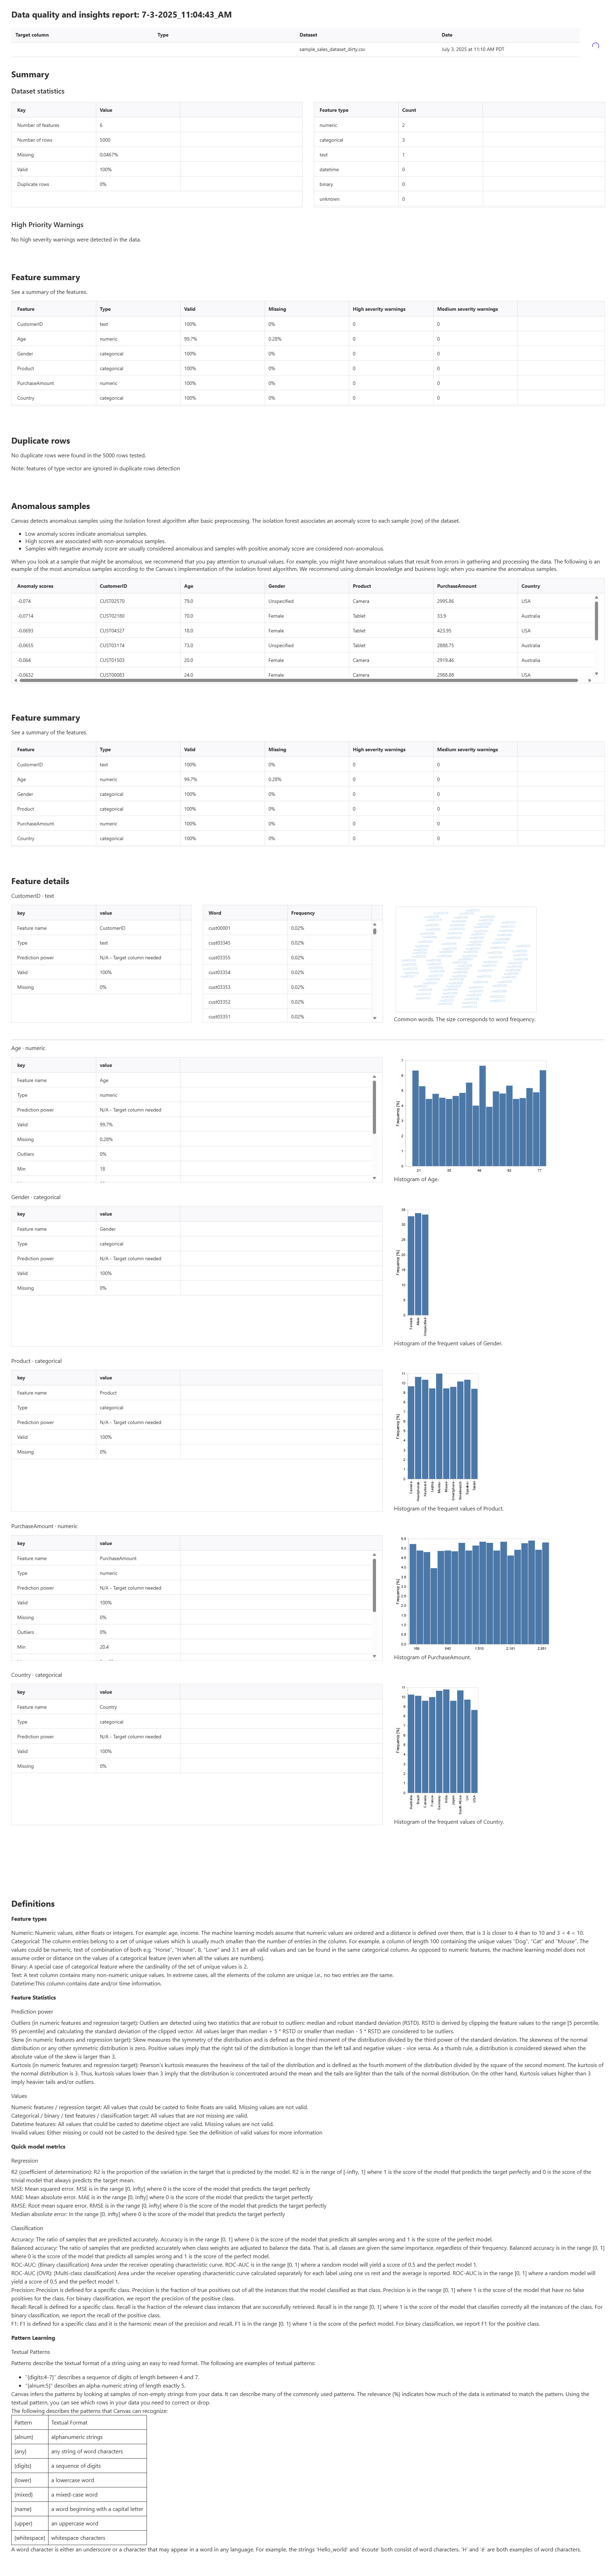 Data quality and insights report: 7-3-2025_11:04:43_AM
Target column Type Dataset Date
sample_sales_dataset_dirty.csv July 3, 2025 at 11:10 AM PDT
Summary
Dataset statistics
Key Value
Number of features 6
Number of rows 5000
Missing 0.0467%
Valid 100%
Duplicate rows 0%
Feature type Count
numeric 2
categorical 3
text 1
datetime 0
binary 0
unknown 0
High Priority Warnings
No high severity warnings were detected in the data.
Feature summary
See a summary of the features.
Feature Type Valid Missing High severity warnings Medium severity warnings
CustomerID text 100% 0% 0 0
Age numeric 99.7% 0.28% 0 0
Gender categorical 100% 0% 0 0
Product categorical 100% 0% 0 0
PurchaseAmount numeric 100% 0% 0 0
Country categorical 100% 0% 0 0
Duplicate rows
No duplicate rows were found in the 5000 rows tested.
Note: features of type vector are ignored in duplicate rows detection
Anomalous samples
Canvas detects anomalous samples using the Isolation forest algorithm after basic preprocessing. The isolation forest associates an anomaly score to each sample (row) of the dataset.
• Low anomaly scores indicate anomalous samples.
• High scores are associated with non-anomalous samples.
• Samples with negative anomaly score are usually considered anomalous and samples with positive anomaly score are considered non-anomalous.
When you look at a sample that might be anomalous, we recommend that you pay attention to unusual values. For example, you might have anomalous values that result from errors in gathering and processing the data. The following is an
example of the most anomalous samples according to the Canvas's implementation of the isolation forest algorithm. We recommend using domain knowledge and business logic when you examine the anomalous samples.
Anomaly scores CustomerID Age Gender Product PurchaseAmount Country
-0.074 CUST02570 79.0 Unspecified Camera 2995.86 USA
-0.0714 CUST02180 70.0 Female Tablet 33.9 Australia
-0.0693 CUST04327 18.0 Female Tablet 423.95 USA
-0.0655 CUST03174 73.0 Unspecified Tablet 2888.75 Australia
-0.064 CUST01503 20.0 Female Camera 2919.46 Australia
-0.0632 CUST00083 24.0 Female Camera 2988.88 USA
Feature summary
See a summary of the features.
Feature Type Valid Missing High severity warnings Medium severity warnings
CustomerID text 100% 0% 0 0
Age numeric 99.7% 0.28% 0 0
Gender categorical 100% 0% 0 0
Product categorical 100% 0% 0 0
PurchaseAmount numeric 100% 0% 0 0
Country categorical 100% 0% 0 0
Feature details
CustomerID · text
key value
Feature name CustomerID
Type text
Prediction power N/A - Target column needed
Valid 100%
Missing 0%
Word Frequency
cust00001 0.02%
cust03345 0.02%
cust03355 0.02%
cust03354 0.02%
cust03353 0.02%
cust03352 0.02%
cust03351 0.02%
Common words. The size corresponds to word frequency.
Age · numeric
key value
Feature name Age
Type numeric
Prediction power N/A - Target column needed
Valid 99.7%
Missing 0.28%
Outliers 0%
Min 18
Frequency (%)
7
6
5
4
3
2
1
0
Histogram of Age.
Gender · categorical
key value
Feature name Gender
Type categorical
Prediction power N/A - Target column needed
Valid 100%
Missing 0%
Frequency (%)
Female Male Unspecified
Histogram of the frequent values of Gender.
Product · categorical
key value
Feature name Product
Type categorical
Prediction power N/A - Target column needed
Valid 100%
Missing 0%
Frequency (%)
11
10
9
8
7
6
5
4
3
2
1
0
Histogram of the frequent values of Product.
PurchaseAmount · numeric
key value
Feature name PurchaseAmount
Type numeric
Prediction power N/A - Target column needed
Valid 100%
Missing 0%
Outliers 0%
Min 20.4
Frequency (%)
5.5
5.0
4.5
4.0
3.5
3.0
2.5
2.0
1.5
1.0
0.5
0.0
Histogram of PurchaseAmount.
Country · categorical
key value
Feature name Country
Type categorical
Prediction power N/A - Target column needed
Valid 100%
Missing 0%
Frequency (%)
11
10
9
8
7
6
5
4
3
2
1
0
Australia Brazil Canada France Germany India Japan South Africa UK USA
Histogram of the frequent values of Country.
Definitions
Feature types
Numeric: Numeric values, either floats or integers. For example: age, income. The machine learning models assume that numeric values are ordered and a distance is defined over them, that is 3 is closer to 4 than to 10 and 3 < 4 < 10.
Categorical: The column entries belong to a set of unique values which is usually much smaller than the number of entries in the column. For example, a column of length 100 containing the unique values "Dog", "Cat" and "Mouse". The
values could be numeric, text of combination of both e.g. "Horse", "House", 8, "Love" and 3.1 are all valid values and can be found in the same categorical column. As opposed to numeric features, the machine learning model does not
assume order or distance on the values of a categorical feature (even when all the values are numbers).
Binary: A special case of categorical feature where the cardinality of the set of unique values is 2.
Text: A text column contains many non-numeric unique values. In extreme cases, all the elements of the column are unique i.e., no two entries are the same.
Datetime:This column contains date and/or time information.
Feature Statistics
Prediction power
Outliers (in numeric features and regression target): Outliers are detected using two statistics that are robust to outliers: median and robust standard deviation (RSTD). RSTD is derived by clipping the feature values to the range [5 percentile,
95 percentile] and calculating the standard deviation of the clipped vector. All values larger than median + 5 * RSTD or smaller than median - 5 * RSTD are considered to be outliers.
Skew (in numeric features and regression target): Skew measures the symmetry of the distribution and is defined as the third moment of the distribution divided by the third power of the standard deviation. The skewness of the normal
distribution or any other symmetric distribution is zero. Positive values imply that the right tail of the distribution is longer than the left tail and negative values - vice versa. As a thumb rule, a distribution is considered skewed when the
absolute value of the skew is larger than 3.
Kurtosis (in numeric features and regression target): Pearson's kurtosis measures the heaviness of the tail of the distribution and is defined as the fourth moment of the distribution divided by the square of the second moment. The kurtosis of
the normal distribution is 3. Thus, kurtosis values lower than 3 imply that the distribution is concentrated around the mean and the tails are lighter than the tails of the normal distribution. On the other hand, Kurtosis values higher than 3
imply heavier tails and/or outliers.
Values
Numeric features / regression target: All values that could be casted to finite floats are valid. Missing values are not valid.
Categorical / binary / text features / classification target: All values that are not missing are valid.
Datetime features: All values that could be casted to datetime object are valid. Missing values are not valid.
Invalid values: Either missing or not could be casted to the desired type. See the definition of valid values for more information
Quick model metrics
Regression
R2 (coefficient of determination): R2 is the proportion of the variation in the target that is predicted by the model. R2 is in the range of [-infty, 1] where 1 is the score of the model that predicts the target perfectly and 0 is the score of the
trivial model that always predicts the target mean.
MSE: Mean squared error. MSE is in the range [0, infty] where 0 is the score of the model that predicts the target perfectly
MAE: Mean absolute error. MAE is in the range [0, infty] where 0 is the score of the model that predicts the target perfectly
RMSE: Root mean square error. RMSE is in the range [0, infty] where 0 is the score of the model that predicts the target perfectly
Median absolute error: In the range [0, infty] where 0 is the score of the model that predicts the target perfectly
Classification
Accuracy: The ratio of samples that are predicted accurately. Accuracy is in the range [0, 1] where 0 is the score of the model that predicts all samples wrong and 1 is the score of the perfect model.
Balanced accuracy: The ratio of samples that are predicted accurately when class weights are adjusted to balance the data. That is, all classes are given the same importance, regardless of their frequency. Balanced accuracy is in the range [0, 1]
where 0 is the score of the model that predicts all samples wrong and 1 is the score of the perfect model.
ROC-AUC: (Binary classification) Area under the receiver operating characteristic curve. ROC-AUC is in the range [0, 1] where a random model will yield a score of 0.5 and the perfect model 1.
ROC-AUC (OVR): (Multi-class classification) Area under the receiver operating characteristic curve calculated separately for each label using one vs rest and the average is reported. ROC-AUC is in the range [0, 1] where a random model will
yield a score of 0.5 and the perfect model 1.
Precision: Precision is defined for a specific class. Precision is the fraction of true positives out of all the instances that the model classified as that class. Precision is in the range [0, 1] where 1 is the score of the model that have no false
positives for the class. For binary classification, we report the precision of the positive class.
Recall: Recall is defined for a specific class. Recall is the fraction of the relevant class instances that are successfully retrieved. Recall is in the range [0, 1] where 1 is the score of the model that classifies correctly all the instances of the class. For
binary classification, we report the recall of the positive class.
F1: F1 is defined for a specific class and it is the harmonic mean of the precision and recall. F1 is in the range [0, 1] where 1 is the score of the perfect model. For binary classification, we report F1 for the positive class.
Pattern Learning
Textual Patterns
Patterns describe the textual format of a string using an easy to read format. The following are examples of textual patterns:
• "{digits:4-7}" describes a sequence of digits of length between 4 and 7.
• "{alnum:5}" describes an alpha-numeric string of length exactly 5.
Canvas infers the patterns by looking at samples of non-empty strings from your data. It can describe many of the commonly used patterns. The relevance (%) indicates how much of the data is estimated to match the pattern. Using the
textual pattern, you can see which rows in your data you need to correct or drop.
The following describes the patterns that Canvas can recognize:
Pattern Textual Format
{alnum} alphanumeric strings
{any} any string of word characters
{digits} a sequence of digits
{lower} a lowercase word
{mixed} a mixed-case word
{name} a word beginning with a capital letter
{upper} an uppercase word
{whitespace} whitespace characters
A word character is either an underscore or a character that may appear in a word in any language. For example, the strings 'Hello_world' and 'écoute' both consist of word characters. 'H' and 'é' are both examples of word characters.